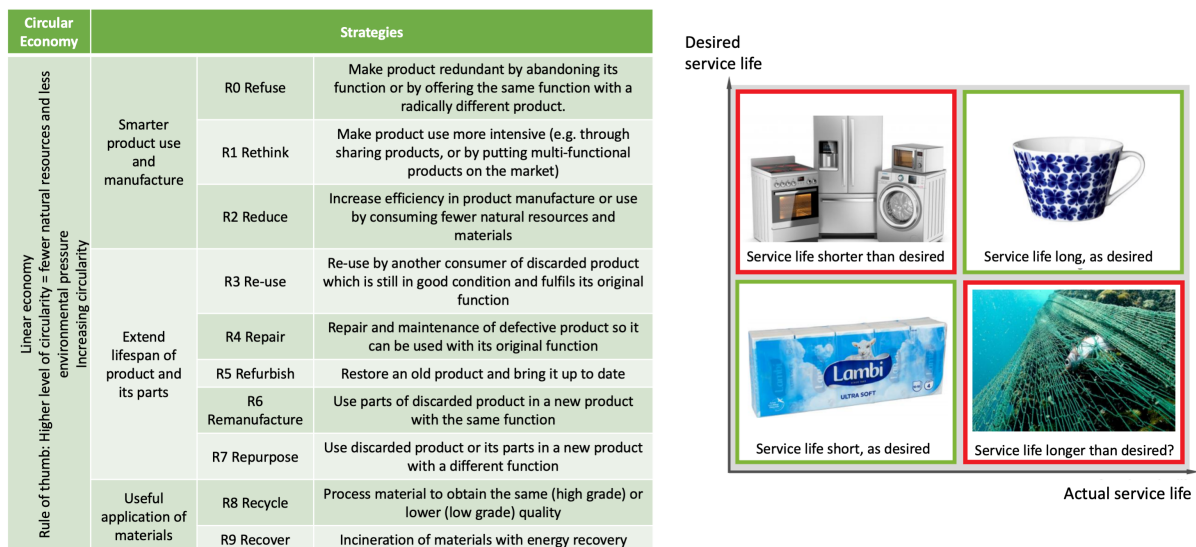 Circular
Economy
Strategies
Linear economy
Rule of thumb: Higher level of circularity = fewer natural resources and less
environmental pressure
Increasing circularity
Smarter
product use
and
manufacture
R0 Refuse
Make product redundant by abandoning its
function or by offering the same function with a
radically different product.
R1 Rethink
Make product use more intensive (e.g. through
sharing products, or by putting multi-functional
products on the market)
R2 Reduce
Increase efficiency in product manufacture or use
by consuming fewer natural resources and
materials
Extend
lifespan of
product and
its parts
R3 Re-use
Re-use by another consumer of discarded product
which is still in good condition and fulfils its original
function
R4 Repair
Repair and maintenance of defective product so it
can be used with its original function
R5 Refurbish
Restore an old product and bring it up to date
R6
Remanufacture
Use parts of discarded product in a new product
with the same function
R7 Repurpose
Use discarded product or its parts in a new product
with a different function
Useful
application of
materials
R8 Recycle
Process material to obtain the same (high grade) or
lower (low grade) quality
R9 Recover
Incineration of materials with energy recovery
Desired
service life
Service life shorter than desired
Service life long, as desired
Lambi
ULTRA SOFT
Service life short, as desired
Service life longer than desired?
Actual service life